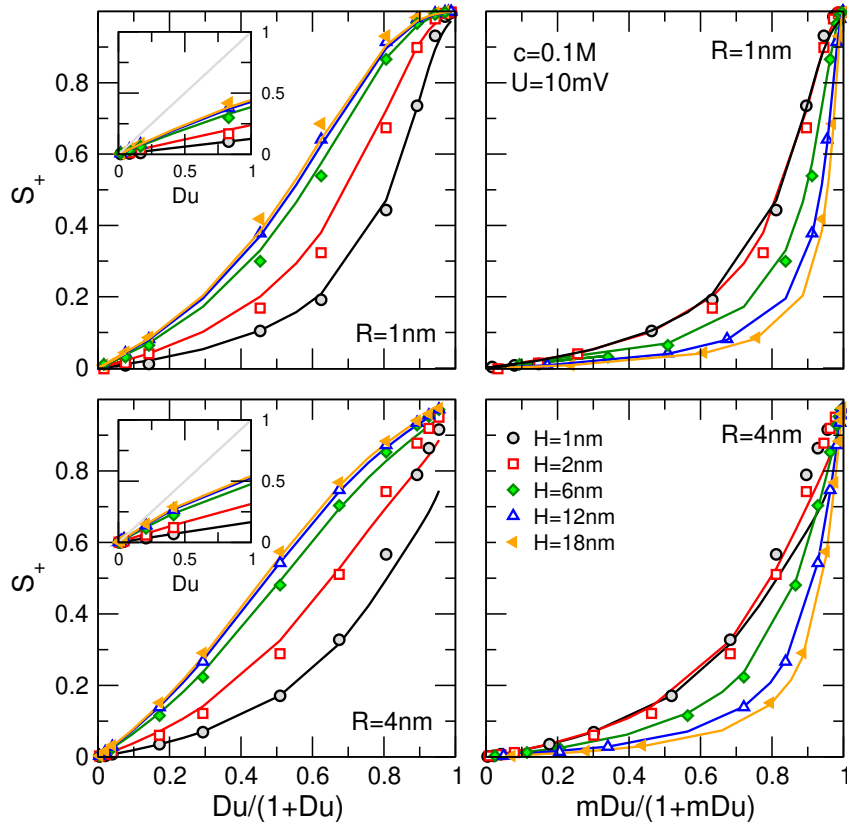 S+
0.8
0.6
0.4
0.2
0
1
0.5
0
0 0.5 1
Du
R=1nm
c=0.1M
U=10mV
R=1nm
S+
0.8
0.6
0.4
0.2
0
1
0.5
0
0 0.5 1
Du
R=4nm
R=4nm
H=1nm
H=2nm
H=6nm
H=12nm
H=18nm
0 0.2 0.4 0.6 0.8 1
0 0.2 0.4 0.6 0.8 1
Du/(1+Du)
mDu/(1+mDu)